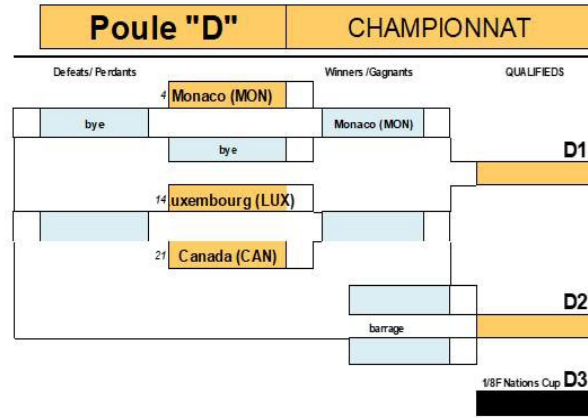 Poule "D" CHAMPIONNAT
Defeats/ Perdants Winners /Gagnants QUALIFIEDS
4 Monaco (MON)
bye Monaco (MON)
bye D1
14 uxembourg (LUX)
21 Canada (CAN)
D2
barrage
1/8F Nations Cup D3